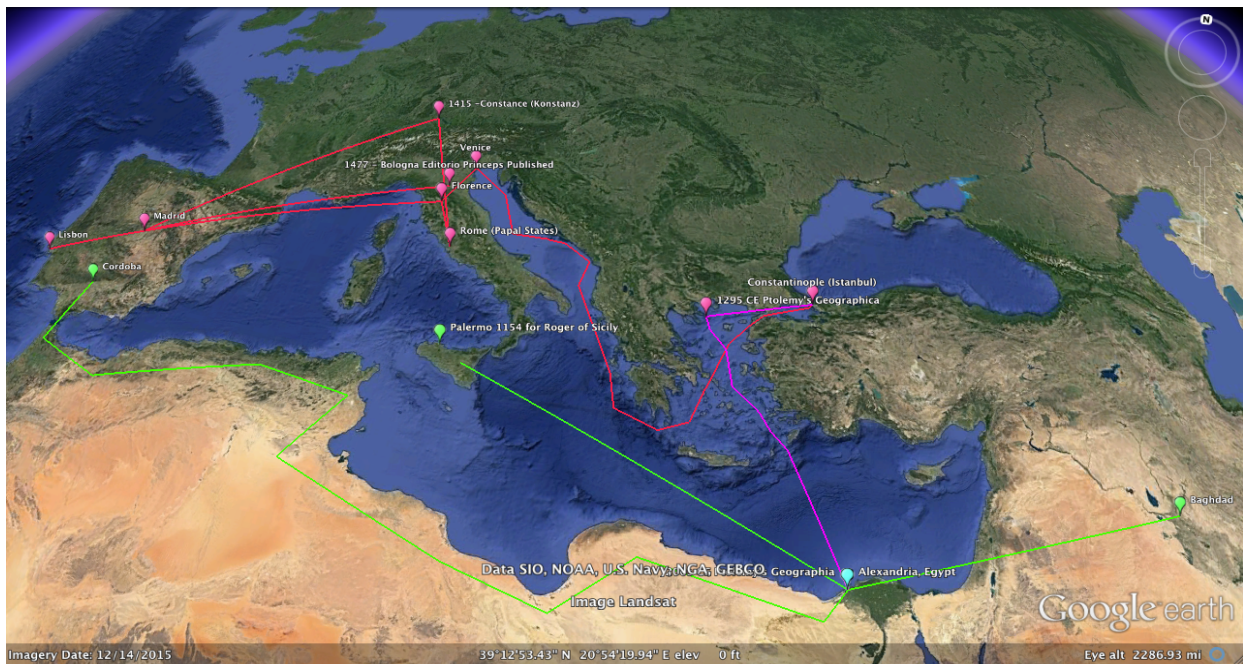 N
1415 -Constance (Konstanz)
Venice
1477 - Bologna Editorio Princeps Published
Florence
Madrid
Rome (Papal States)
Lisbon
Cordoba
Constantinople (Istanbul)
1295 CE Ptolemy's Geographica
Palermo 1154 for Roger of Sicily
Baghdad
Data SIO, NOAA, U.S. Navy, NGA, GEBCO
Geographia
Alexandria, Egypt
Image Landsat
Google earth
Imagery Date: 12/14/2015 39°12'53.43" N 20°54'19.94" E elev 0 ft Eye alt 2286.93 mi